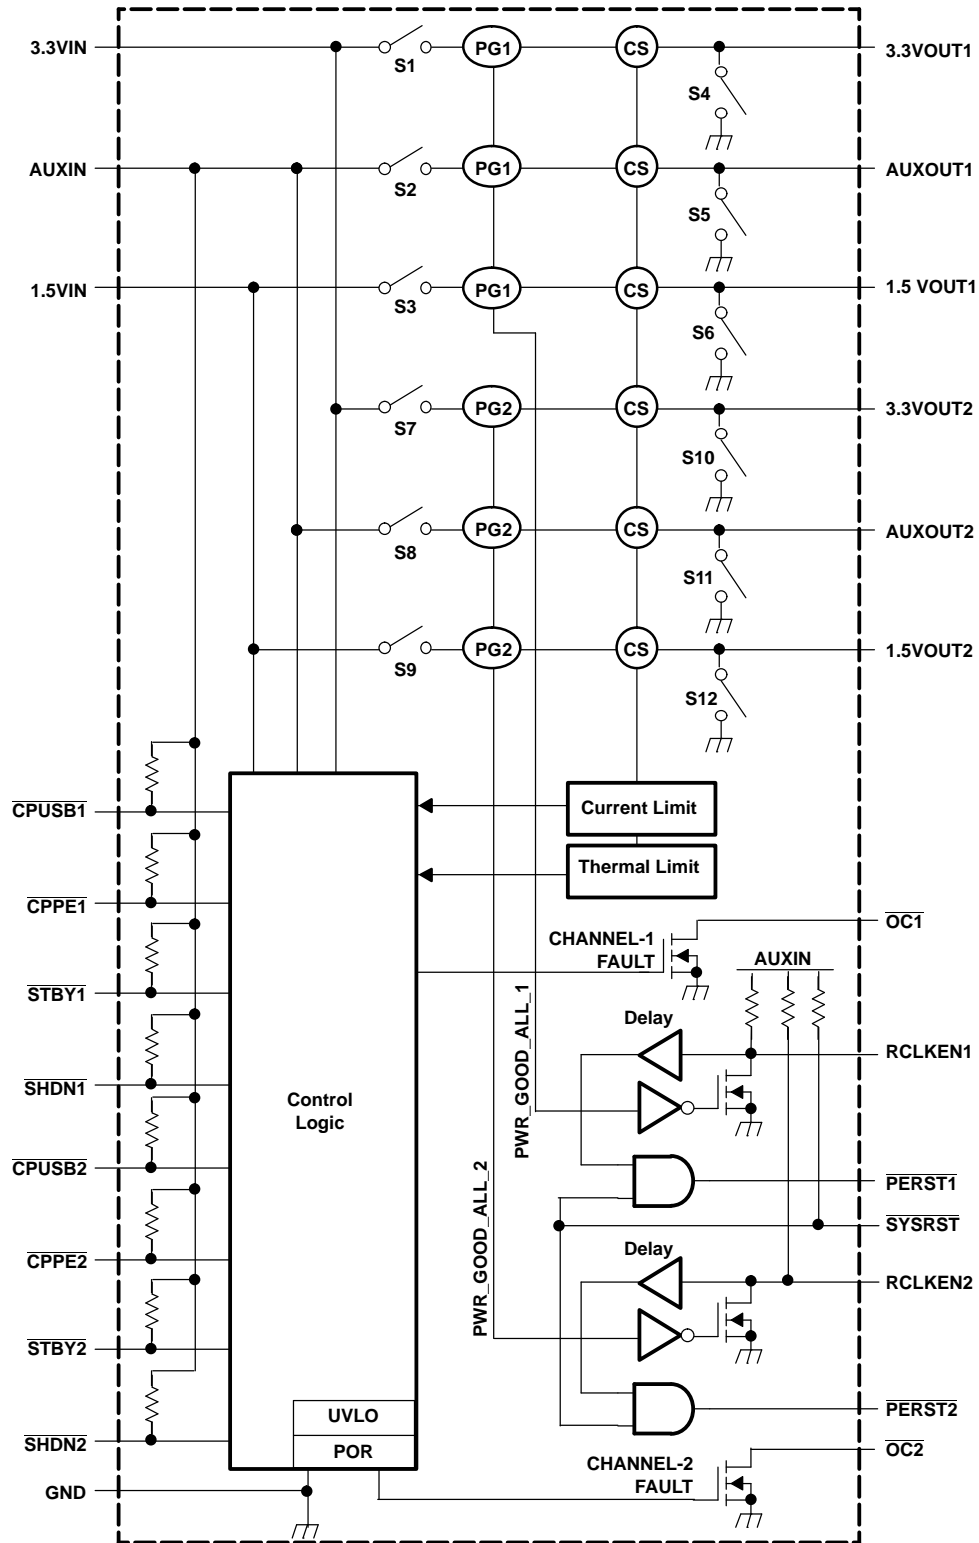 3.3VIN
S1
PG1
CS
3.3VOUT1
S4
AUXIN
S2
PG1
CS
AUXOUT1
S5
1.5VIN
S3
PG1
CS
1.5 VOUT1
S6
S7
PG2
CS
3.3VOUT2
S10
S8
PG2
CS
AUXOUT2
S11
S9
PG2
CS
1.5VOUT2
S12
CPUSB1
Current Limit
Thermal Limit
CPPE1
OC1
CHANNEL-1
FAULT
AUXIN
STBY1
PWR_GOOD_ALL_1
Delay
RCLKEN1
SHDN1
Control
Logic
CPUSB2
PERST1
PWR_GOOD_ALL_2
SYSRST
CPPE2
Delay
RCLKEN2
STBY2
UVLO
PERST2
SHDN2
POR
OC2
CHANNEL-2
FAULT
GND